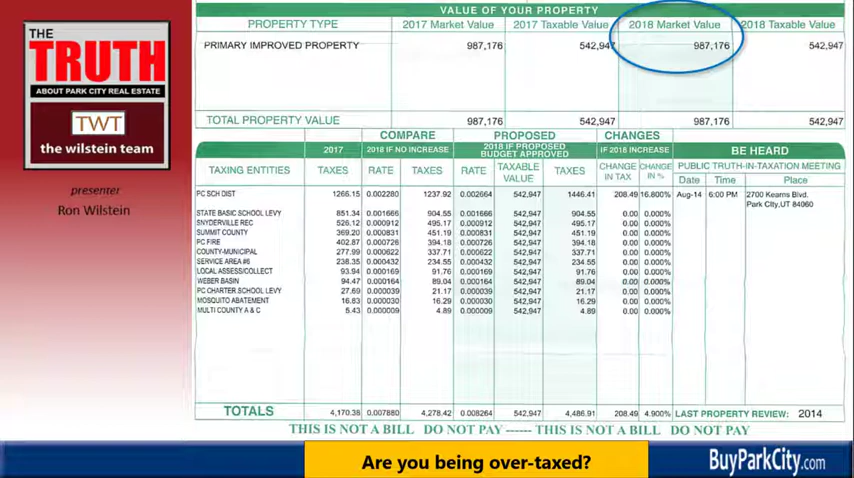 THE
TRUTH
ABOUT PARK CITY REAL ESTATE
TWT
the wilstein team
presenter
Ron Wilstein
VALUE OF YOUR PROPERTY
PROPERTY TYPE 2017 Market Value 2017 Taxable Value 2018 Market Value 2018 Taxable Value
PRIMARY IMPROVED PROPERTY 987,176 542,947 987,176 542,947
TOTAL PROPERTY VALUE 987,176 542,947 987,176 542,947
COMPARE PROPOSED CHANGES
2017 2018 IF NO INCREASE 2018 IF PROPOSED BUDGET APPROVED IF 2018 INCREASE BE HEARD
TAXING ENTITIES TAXES RATE TAXES RATE TAXABLE VALUE TAXES CHANGE IN TAX CHANGE IN % PUBLIC TRUTH-IN-TAXATION MEETING
Date Time Place
PC SCH DIST 1266.15 0.002280 1237.92 0.002664 542,947 1446.41 208.49 16.800% Aug-14 6:00 PM 2700 Kearns Blvd.
Park City,UT 84060
STATE BASIC SCHOOL LEVY 851.34 0.001666 904.55 0.001666 542,947 904.55 0.00 0.000%
SNYDERVILLE REC 526.12 0.000912 495.17 0.000912 542,947 495.17 0.00 0.000%
SUMMIT COUNTY 369.20 0.000831 451.19 0.000831 542,947 451.19 0.00 0.000%
PC FIRE 402.87 0.000726 394.18 0.000726 542,947 394.18 0.00 0.000%
COUNTY-MUNICIPAL 277.99 0.000622 337.71 0.000622 542,947 337.71 0.00 0.000%
SERVICE AREA #6 238.35 0.000432 234.55 0.000432 542,947 234.55 0.00 0.000%
LOCAL ASSESS/COLLECT 93.94 0.000169 91.76 0.000169 542,947 91.76 0.00 0.000%
WEBER BASIN 94.47 0.000164 89.04 0.000164 542,947 89.04 0.00 0.000%
PC CHARTER SCHOOL LEVY 27.69 0.000039 21.17 0.000039 542,947 21.17 0.00 0.000%
MOSQUITO ABATEMENT 16.63 0.000030 16.29 0.000030 542,947 16.29 0.00 0.000%
MULTI COUNTY A & C 5.43 0.000009 4.89 0.000009 542,947 4.89 0.00 0.000%
TOTALS 4,170.38 0.007880 4,278.42 0.008264 542,947 4,486.91 208.49 4.900% LAST PROPERTY REVIEW: 2014
THIS IS NOT A BILL DO NOT PAY ------ THIS IS NOT A BILL DO NOT PAY
Are you being over-taxed?
BuyParkCity.com